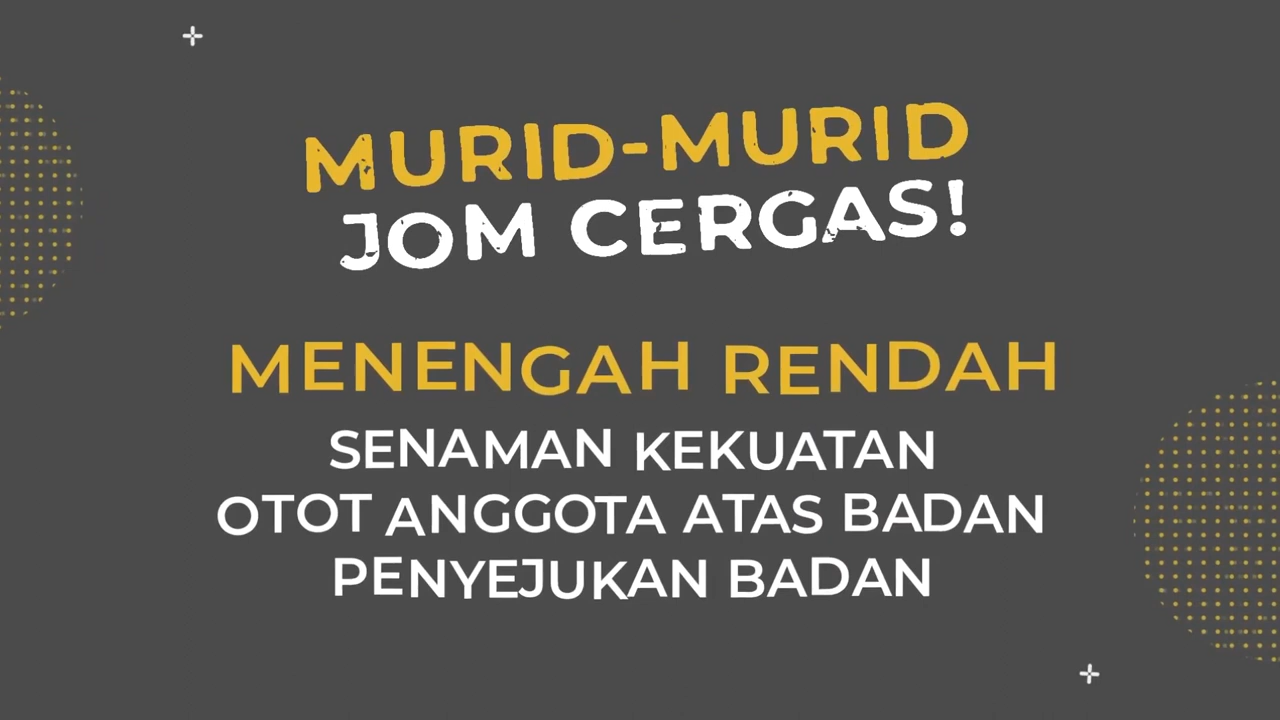 MURID-MURID
JOM CERGAS!
MENENGAH RENDAH
SENAMAN KEKUATAN
OTOT ANGGOTA ATAS BADAN
PENYEJUKAN BADAN